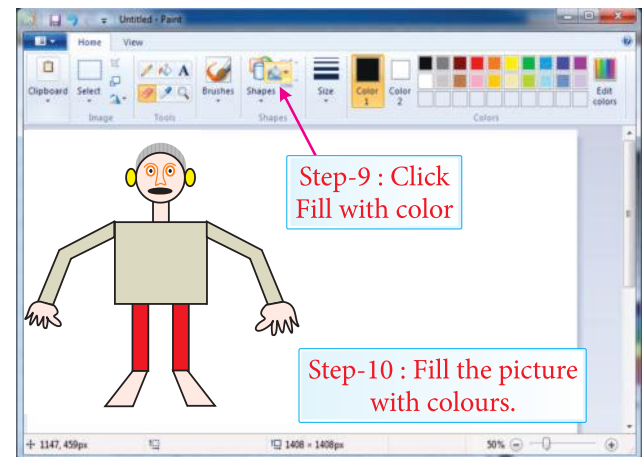 Untitled - Paint
Home View
Clipboard Select Brushes Shapes Size Color 1 Color 2 Edit colors
Image Tools Shapes Colors
Step-9 : Click
Fill with color
Step-10 : Fill the picture
with colours.
1147, 459px 1408 × 1408px 50%